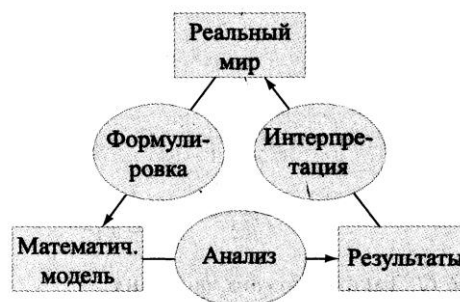 Реальный
мир
Формули-
ровка
Интерпре-
тация
Математич.
модель
Анализ
Результаты